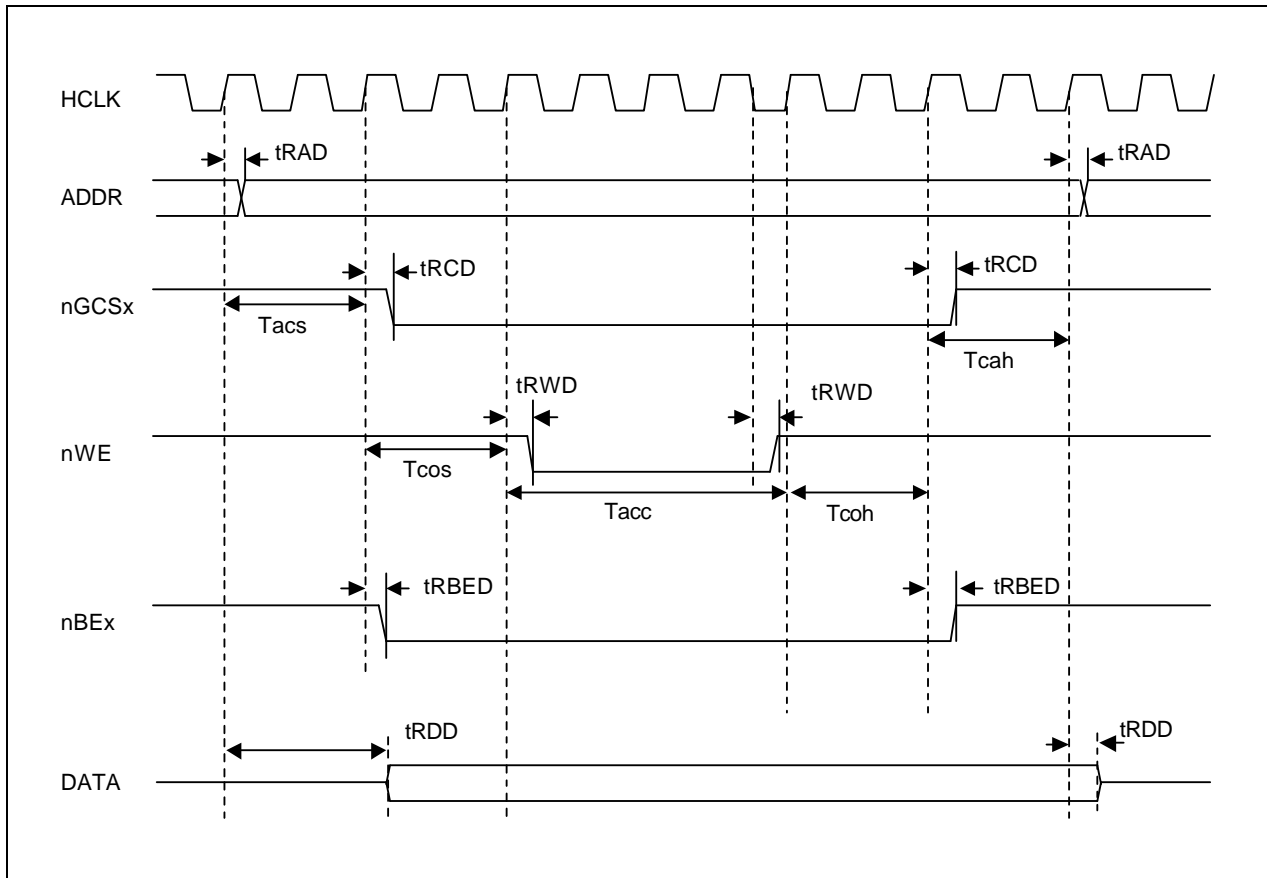 HCLK
tRAD
tRAD
ADDR
tRCD
tRCD
nGCSx
Tacs
Tcah
tRWD
tRWD
nWE
Tcos
Tacc
Tcoh
tRBED
tRBED
nBEx
tRDD
tRDD
DATA